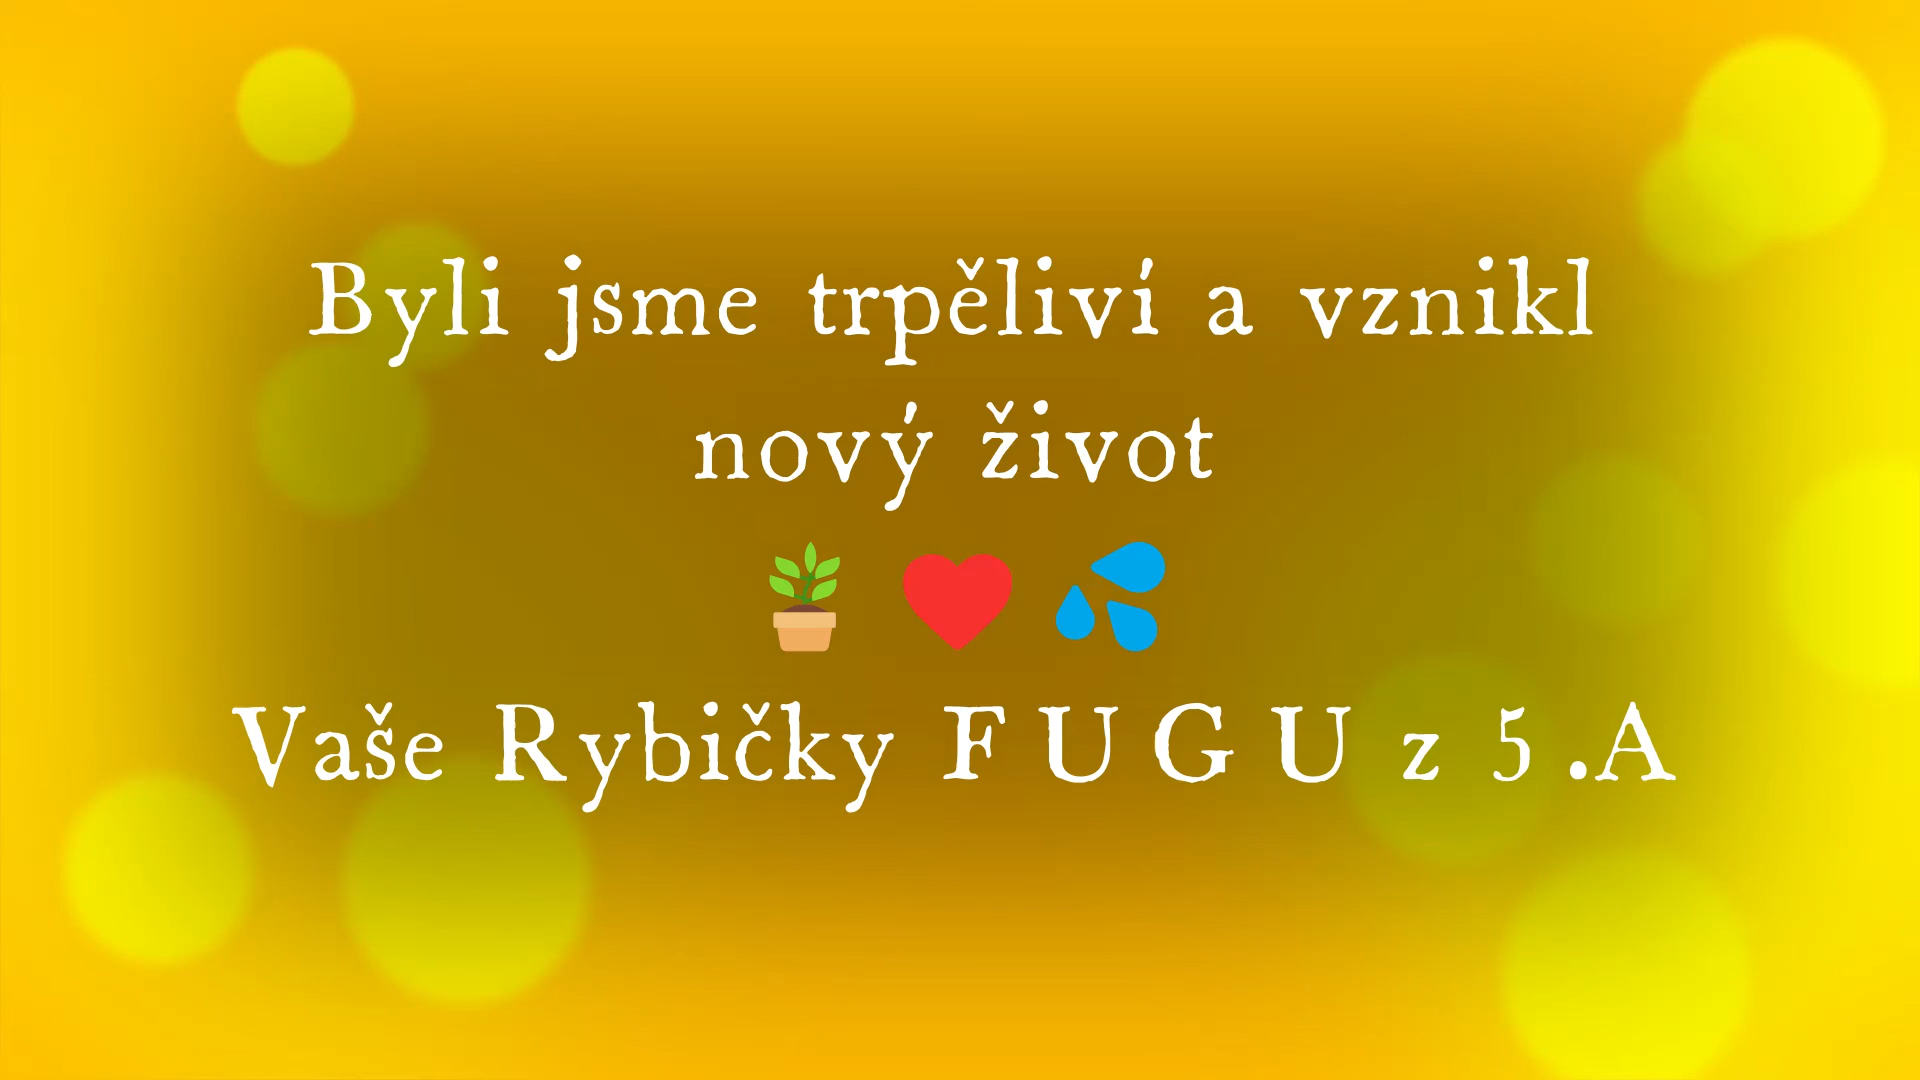 Byli jsme trpěliví a vznikl
nový život
🪴 ❤️ 💦
Vaše Rybičky F U G U z 5 .A